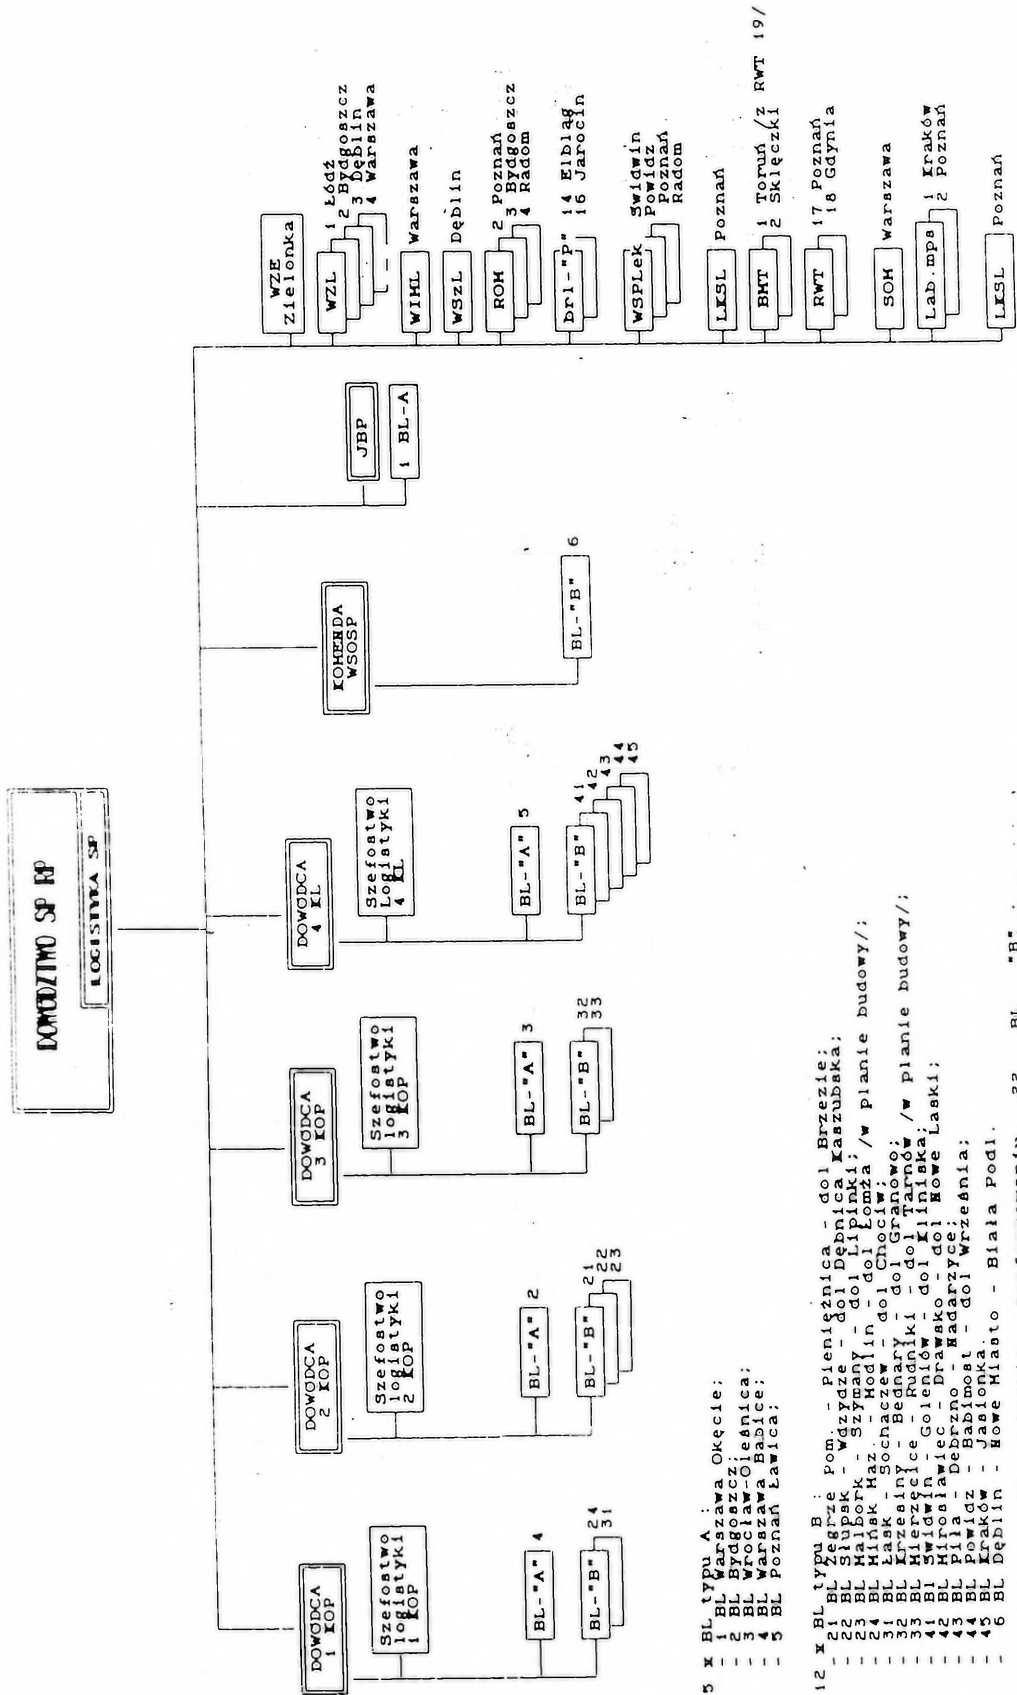 DOWÓDZTWO SP RP
LOGISTYKA SP
DOWÓDCA
1 KOP
Szefostwo
logistyki
1 KOP
BL-"A" 4
BL-"B"
24
31
DOWÓDCA
2 KOP
Szefostwo
logistyki
2 KOP
BL-"A" 2
BL-"B"
21
22
23
DOWÓDCA
3 KOP
Szefostwo
logistyki
3 KOP
BL-"A" 3
BL-"B"
32
33
DOWÓDCA
4 KL
Szefostwo
Logistyki
4 KL
BL-"A" 5
BL-"B"
41
42
43
44
45
KOMENDA
WSOSP
BL-"B" 6
JBP
1 BL-A
WZE
Zielonka
WZL
1 Łódź
2 Bydgoszcz
3 Dęblin
4 Warszawa
WIML Warszawa
WSzL Dęblin
ROM
2 Poznań
3 Bydgoszcz
4 Radom
brl-"P"
14 Elbląg
16 Jarocin
WSPLek
Świdwin
Powidz
Poznań
Radom
LKSL Poznań
BMT
1 Toruń /z RWT 19/
2 Sklęczki
RWT
17 Poznań
18 Gdynia
SOM Warszawa
Lab.mps
1 Kraków
2 Poznań
LKSL Poznań
5 x BL typu A :
- 1 BL Warszawa Okęcie;
- 2 BL Bydgoszcz;
- 3 BL Wrocław-Oleśnica;
- 4 BL Warszawa Babice;
- 5 BL Poznań Ławica;
12 x BL typu B :
- 21 BL Zegrze Pom. - Pieniężnica - dol Brzezie;
- 22 BL Słupsk - Wdzydze - dol Dębnica Kaszubska;
- 23 BL Malbork - Szymany - dol Lipinki;
- 24 BL Mińsk Maz. - Modlin - dol Łomża /w planie budowy/;
- 31 BL Łask - Sochaczew - dol Chociw;
- 32 BL Krzesiny - Bednary - dol Granowo;
- 33 BL Mierzęcice - Rudniki - dol Tarnów /w planie budowy/;
- 41 Bl Świdwin - Goleniów - dol Kliniska;
- 42 BL Mirosławiec - Drawsko - dol Nowe Laski;
- 43 BL Piła - Debrzno - Nadarzyce;
- 44 BL Powidz - Babimost - dol Września;
- 45 BL Kraków - Jasionka.
- 6 BL Dęblin - Nowe Miasto - Biała Podl.